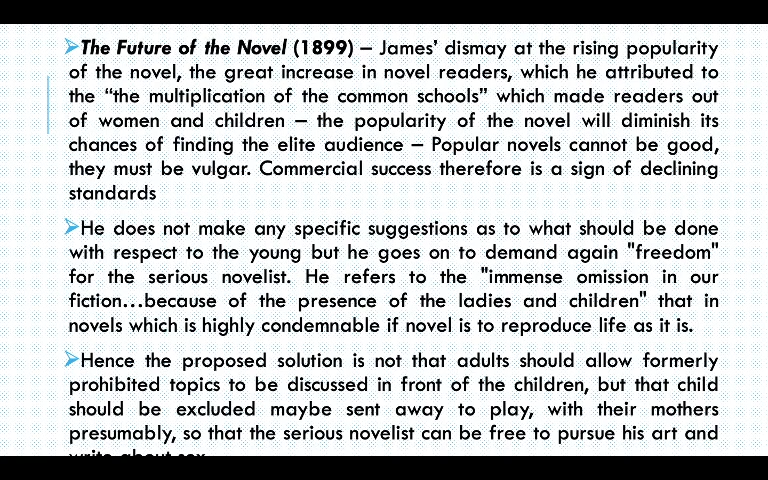 ➢The Future of the Novel (1899) – James’ dismay at the rising popularity
of the novel, the great increase in novel readers, which he attributed to
the “the multiplication of the common schools” which made readers out
of women and children – the popularity of the novel will diminish its
chances of finding the elite audience – Popular novels cannot be good,
they must be vulgar. Commercial success therefore is a sign of declining
standards
➢He does not make any specific suggestions as to what should be done
with respect to the young but he goes on to demand again "freedom"
for the serious novelist. He refers to the "immense omission in our
fiction...because of the presence of the ladies and children" that in
novels which is highly condemnable if novel is to reproduce life as it is.
➢Hence the proposed solution is not that adults should allow formerly
prohibited topics to be discussed in front of the children, but that child
should be excluded maybe sent away to play, with their mothers
presumably, so that the serious novelist can be free to pursue his art and
write about sex